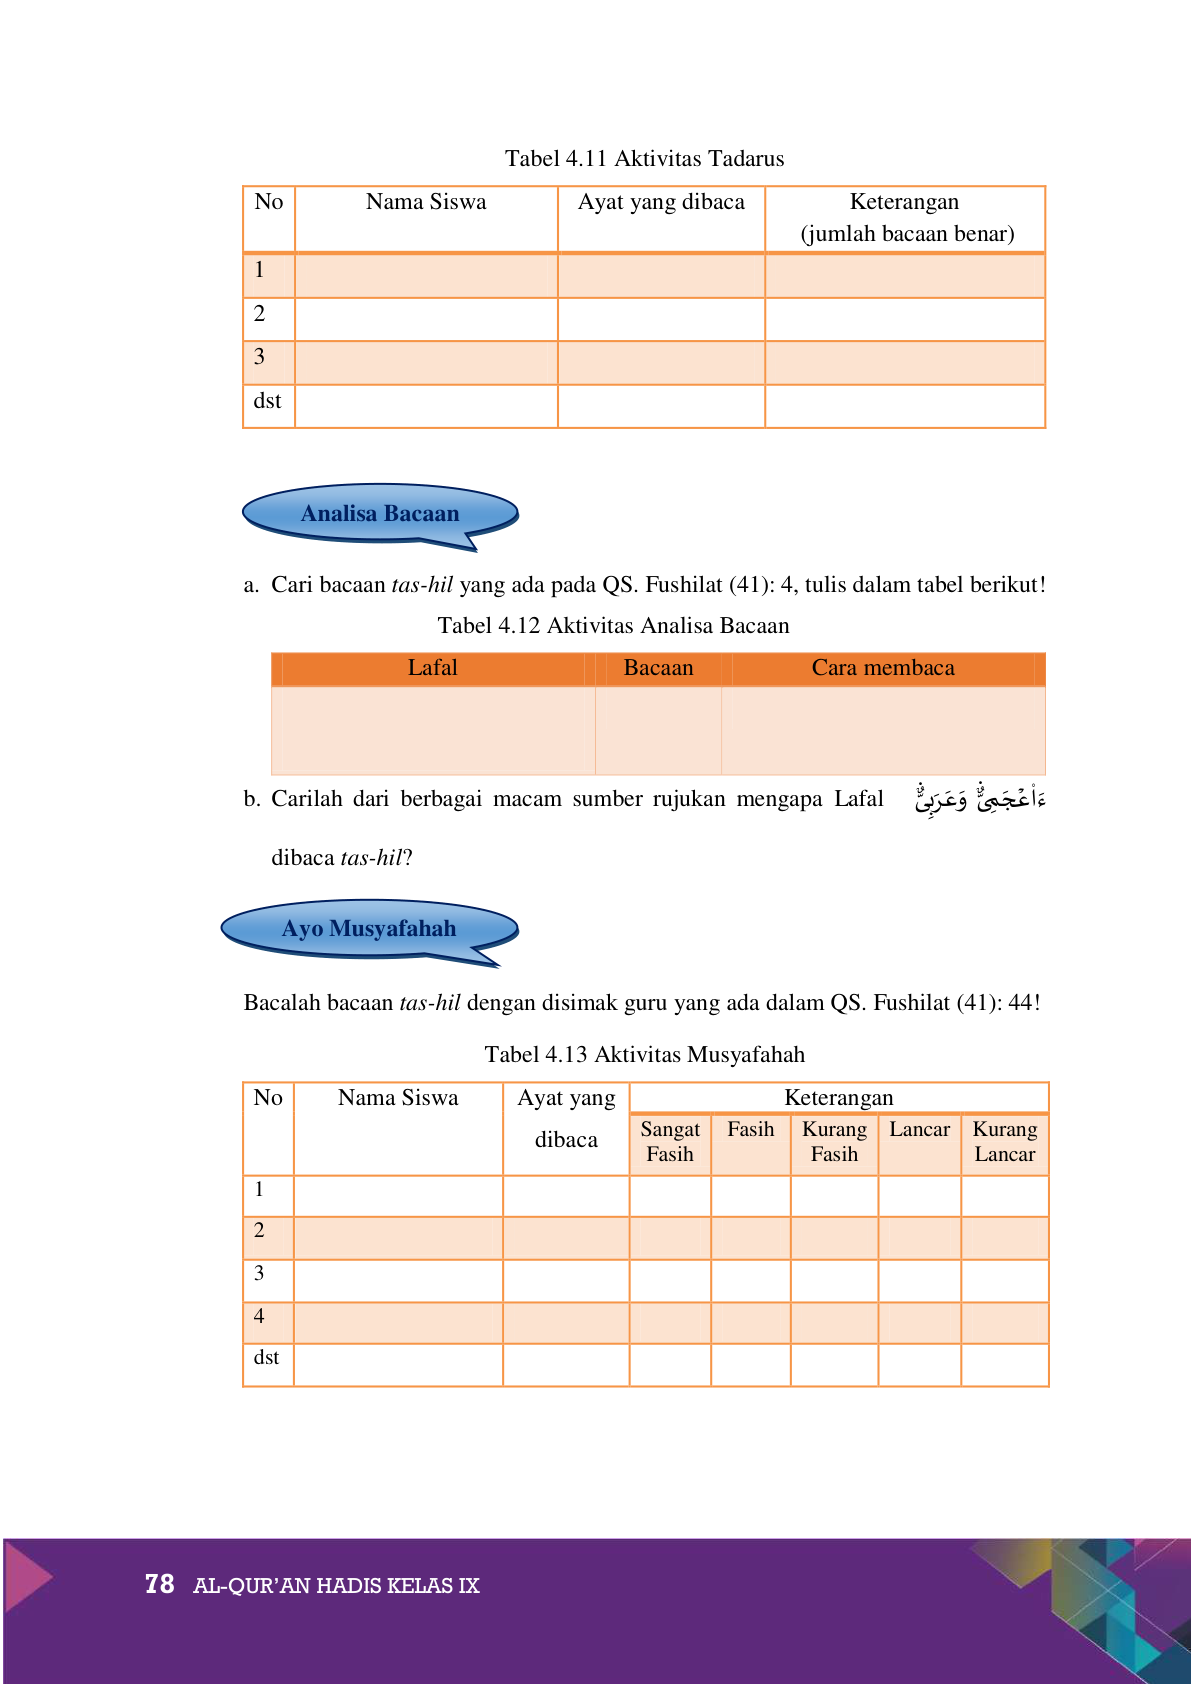 Tabel 4.11 Aktivitas Tadarus
No Nama Siswa Ayat yang dibaca Keterangan
(jumlah bacaan benar)
1
2
3
dst
Analisa Bacaan
a. Cari bacaan tas-hil yang ada pada QS. Fushilat (41): 4, tulis dalam tabel berikut!
Tabel 4.12 Aktivitas Analisa Bacaan
Lafal Bacaan Cara membaca
b. Carilah dari berbagai macam sumber rujukan mengapa Lafal ءَا۬عْجَمِىٌّۗ وَعَرَبِىٌّۗ
dibaca tas-hil?
Ayo Musyafahah
Bacalah bacaan tas-hil dengan disimak guru yang ada dalam QS. Fushilat (41): 44!
Tabel 4.13 Aktivitas Musyafahah
No Nama Siswa Ayat yang Keterangan
dibaca
Sangat Fasih Kurang Lancar Kurang
Fasih Fasih Lancar
1
2
3
4
dst
78 AL-QUR’AN HADIS KELAS IX